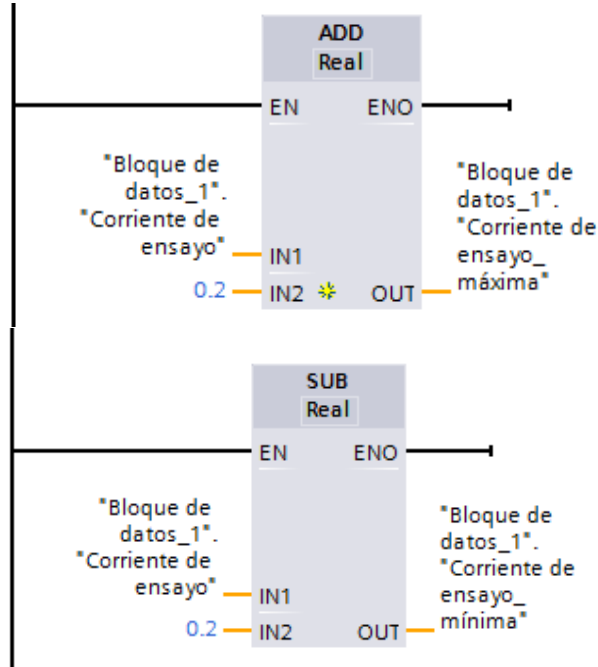 ADD
Real
EN ENO
"Bloque de
datos_1".
"Corriente de
ensayo"
IN1
0.2
IN2
OUT
"Bloque de
datos_1".
"Corriente de
ensayo_
máxima"
SUB
Real
EN ENO
"Bloque de
datos_1".
"Corriente de
ensayo"
IN1
0.2
IN2
OUT
"Bloque de
datos_1".
"Corriente de
ensayo_
mínima"